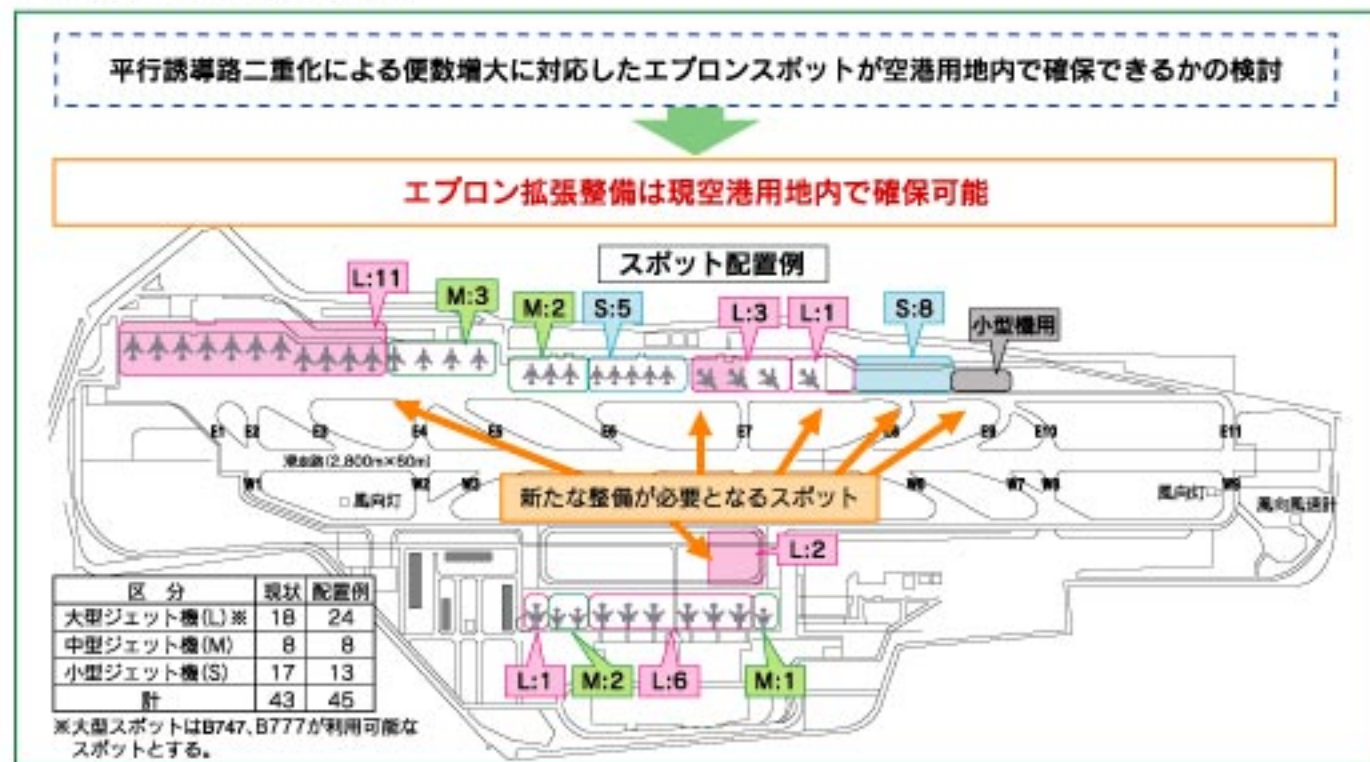 平行誘導路二重化による便数増大に対応したエプロンスポットが空港用地内で確保できるかの検討
エプロン拡張整備は現空港用地内で確保可能
スポット配置例
L:11
M:3
M:2
S:5
L:3
L:1
S:8
小型機用
E1
E2
E3
E4
E5
E6
E7
E8
E9
E10
E11
滑走路(2,800m×60m)
W1
W2
W3
W6
W7
W8
W9
風向灯
風向灯
風向風速計
新たな整備が必要となるスポット
L:2
L:1
M:2
L:6
M:1
区 分 現状 配置例
大型ジェット機(L)※ 18 24
中型ジェット機(M) 8 8
小型ジェット機(S) 17 13
計 43 45
※大型スポットはB747、B777が利用可能な
スポットとする。